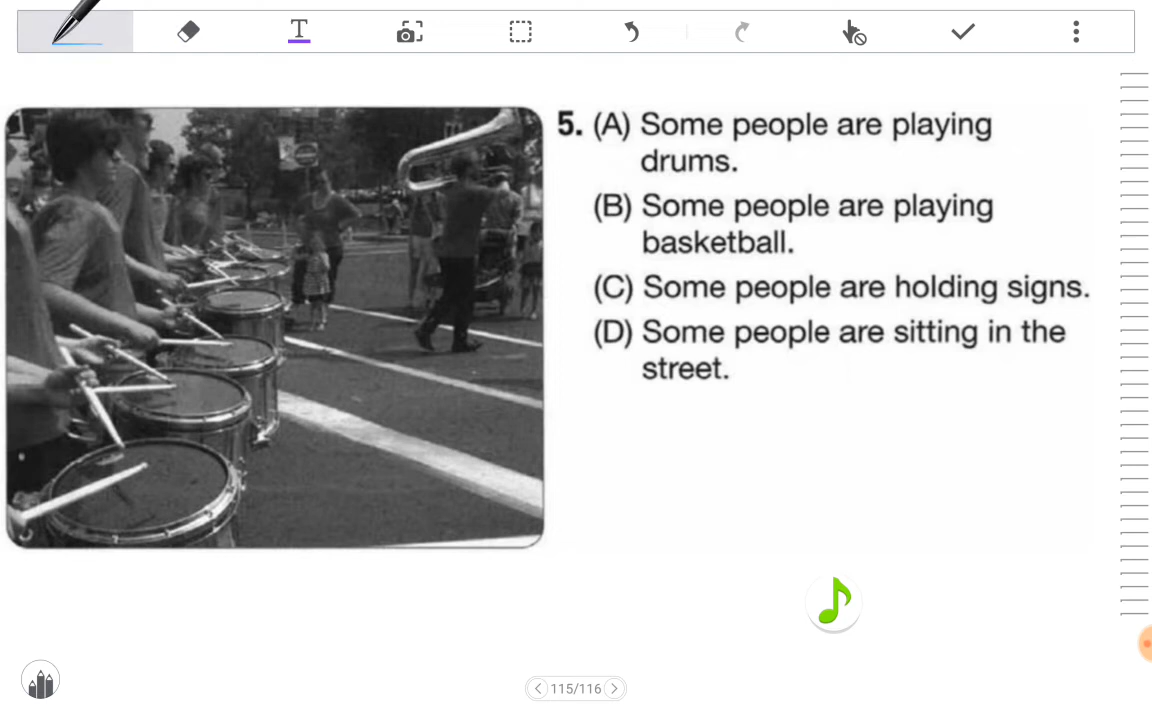 T
5. (A) Some people are playing
drums.
(B) Some people are playing
basketball.
(C) Some people are holding signs.
(D) Some people are sitting in the
street.
115/116